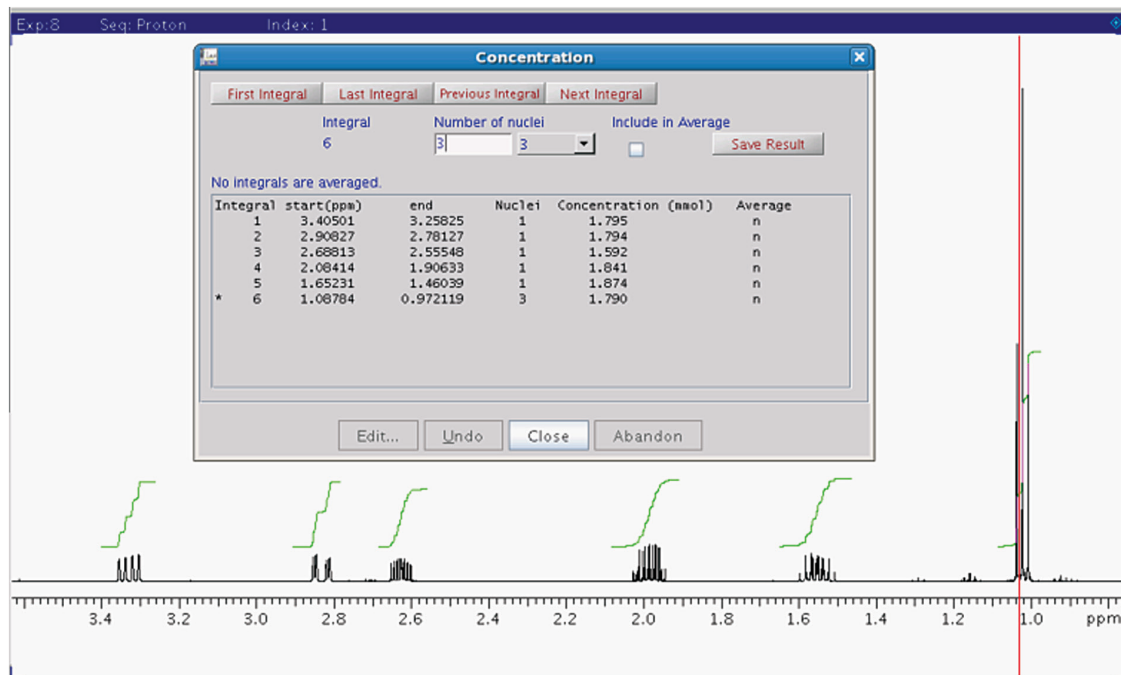 Exp:8 Seq: Proton Index: 1
Concentration
First Integral Last Integral Previous Integral Next Integral
Integral Number of nuclei Include in Average
6 3 3 Save Result
No integrals are averaged.
Integral start(ppm) end Nuclei Concentration (mmol) Average
1 3.40501 3.25825 1 1.795 n
2 2.90827 2.78127 1 1.794 n
3 2.68813 2.55548 1 1.592 n
4 2.08414 1.90633 1 1.841 n
5 1.65231 1.46039 1 1.874 n
* 6 1.08784 0.972119 3 1.790 n
Edit... Undo Close Abandon
3.4 3.2 3.0 2.8 2.6 2.4 2.2 2.0 1.8 1.6 1.4 1.2 1.0 ppm